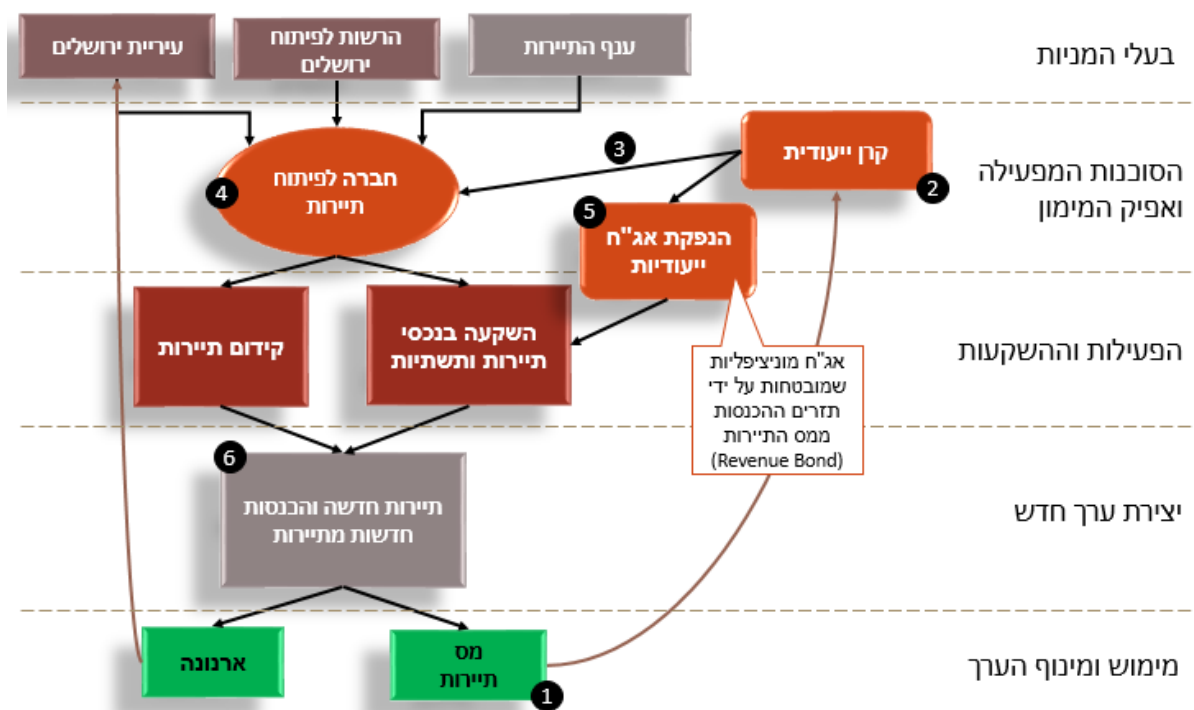 בעלי המניות
ענף התיירות
הרשות לפיתוח
ירושלים
עיריית ירושלים
הסוכנות המפעילה
ואפיק המימון
קרן ייעודית
2
3
חברה לפיתוח
תיירות
4
5
הנפקת אג"ח
ייעודיות
הפעילות וההשקעות
השקעה בנכסי
תיירות ותשתיות
קידום תיירות
אג"ח מוניציפליות
שמובטחות על ידי
תזרים ההכנסות
ממס התיירות
(Revenue Bond)
יצירת ערך חדש
6
תיירות חדשה והכנסות
חדשות מתיירות
מימוש ומינוף הערך
מס
תיירות
1
ארנונה